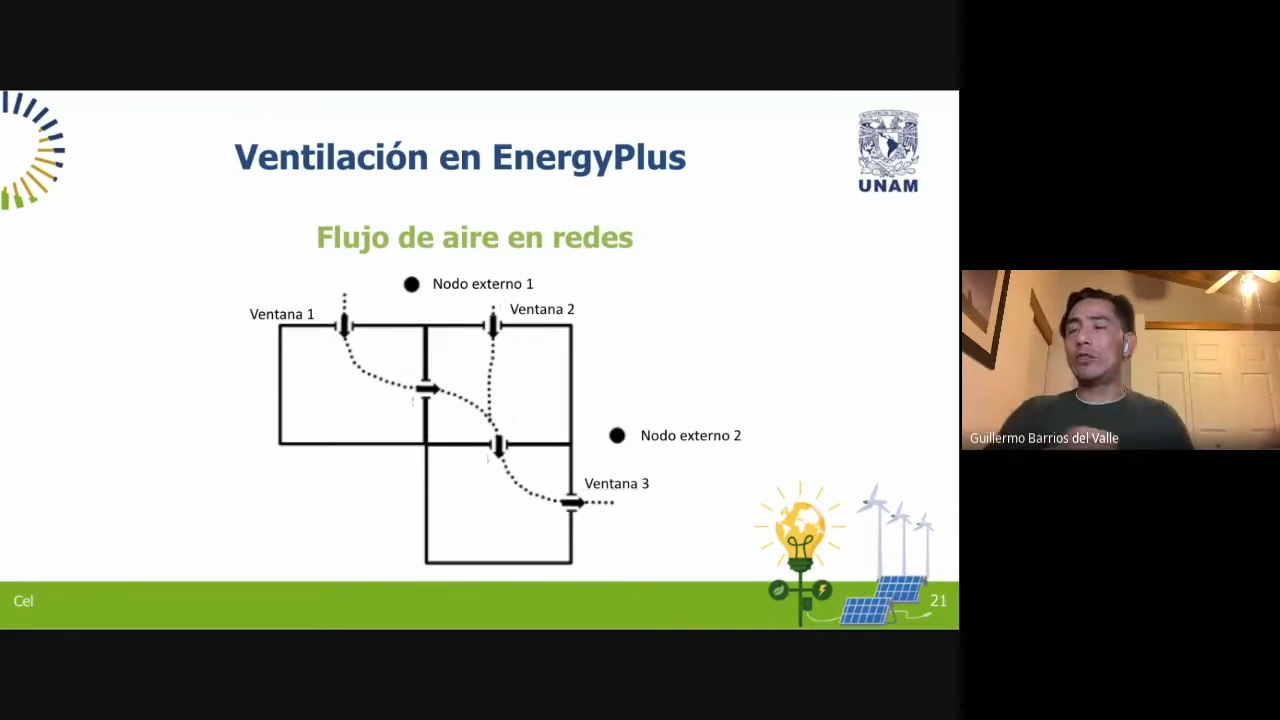 Ventilación en EnergyPlus
UNAM
Flujo de aire en redes
Nodo externo 1
Ventana 1
Ventana 2
Nodo externo 2
Ventana 3
Guillermo Barrios del Valle
Cel
21